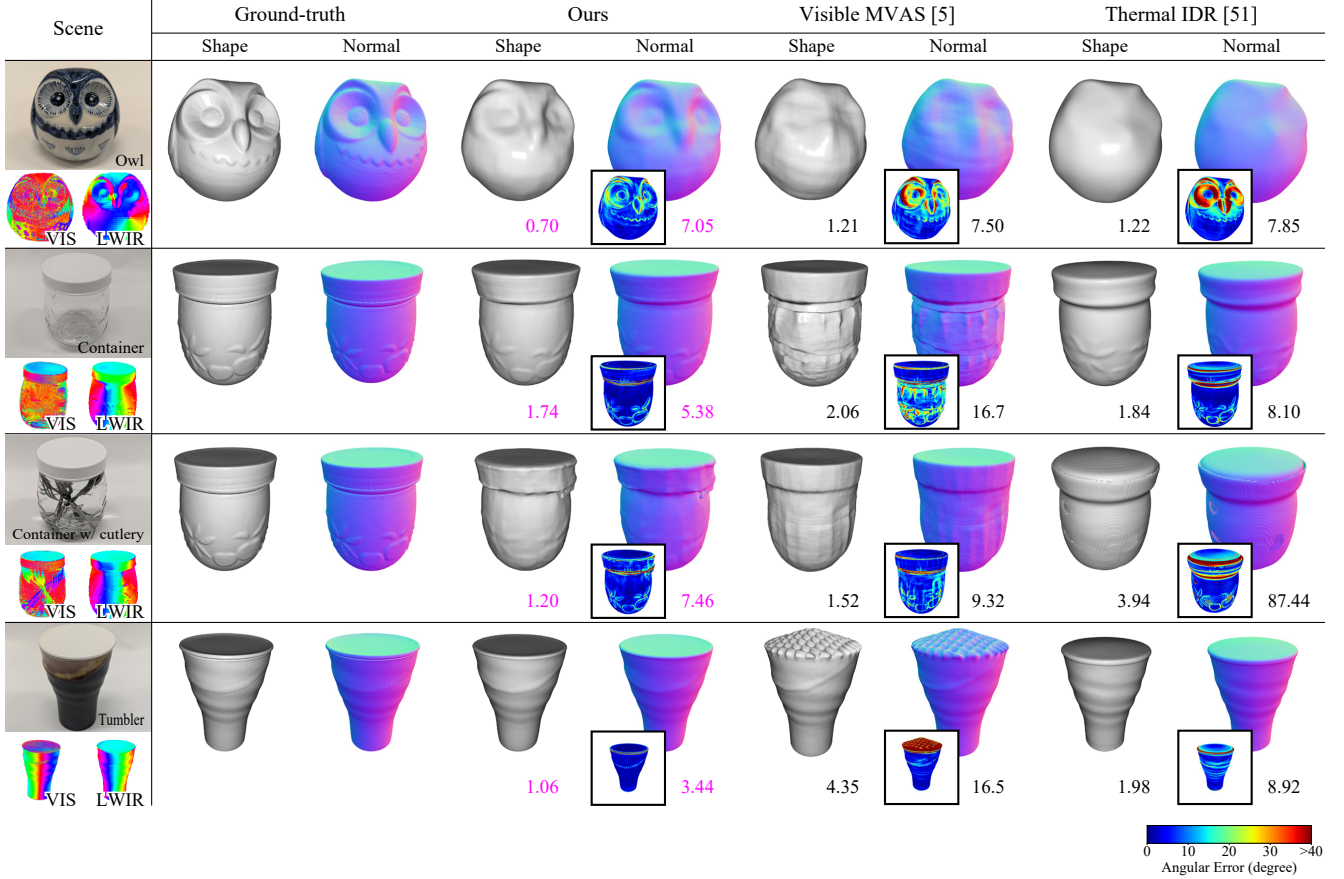 Scene
Ground-truth
Ours
Visible MVAS [5]
Thermal IDR [51]
Shape
Normal
Shape
Normal
Shape
Normal
Shape
Normal
Owl
VIS
LWIR
0.70
7.05
1.21
7.50
1.22
7.85
Container
VIS
LWIR
1.74
5.38
2.06
16.7
1.84
8.10
Container w/ cutlery
VIS
LWIR
1.20
7.46
1.52
9.32
3.94
87.44
Tumbler
VIS
LWIR
1.06
3.44
4.35
16.5
1.98
8.92
0
10
20
30
>40
Angular Error (degree)